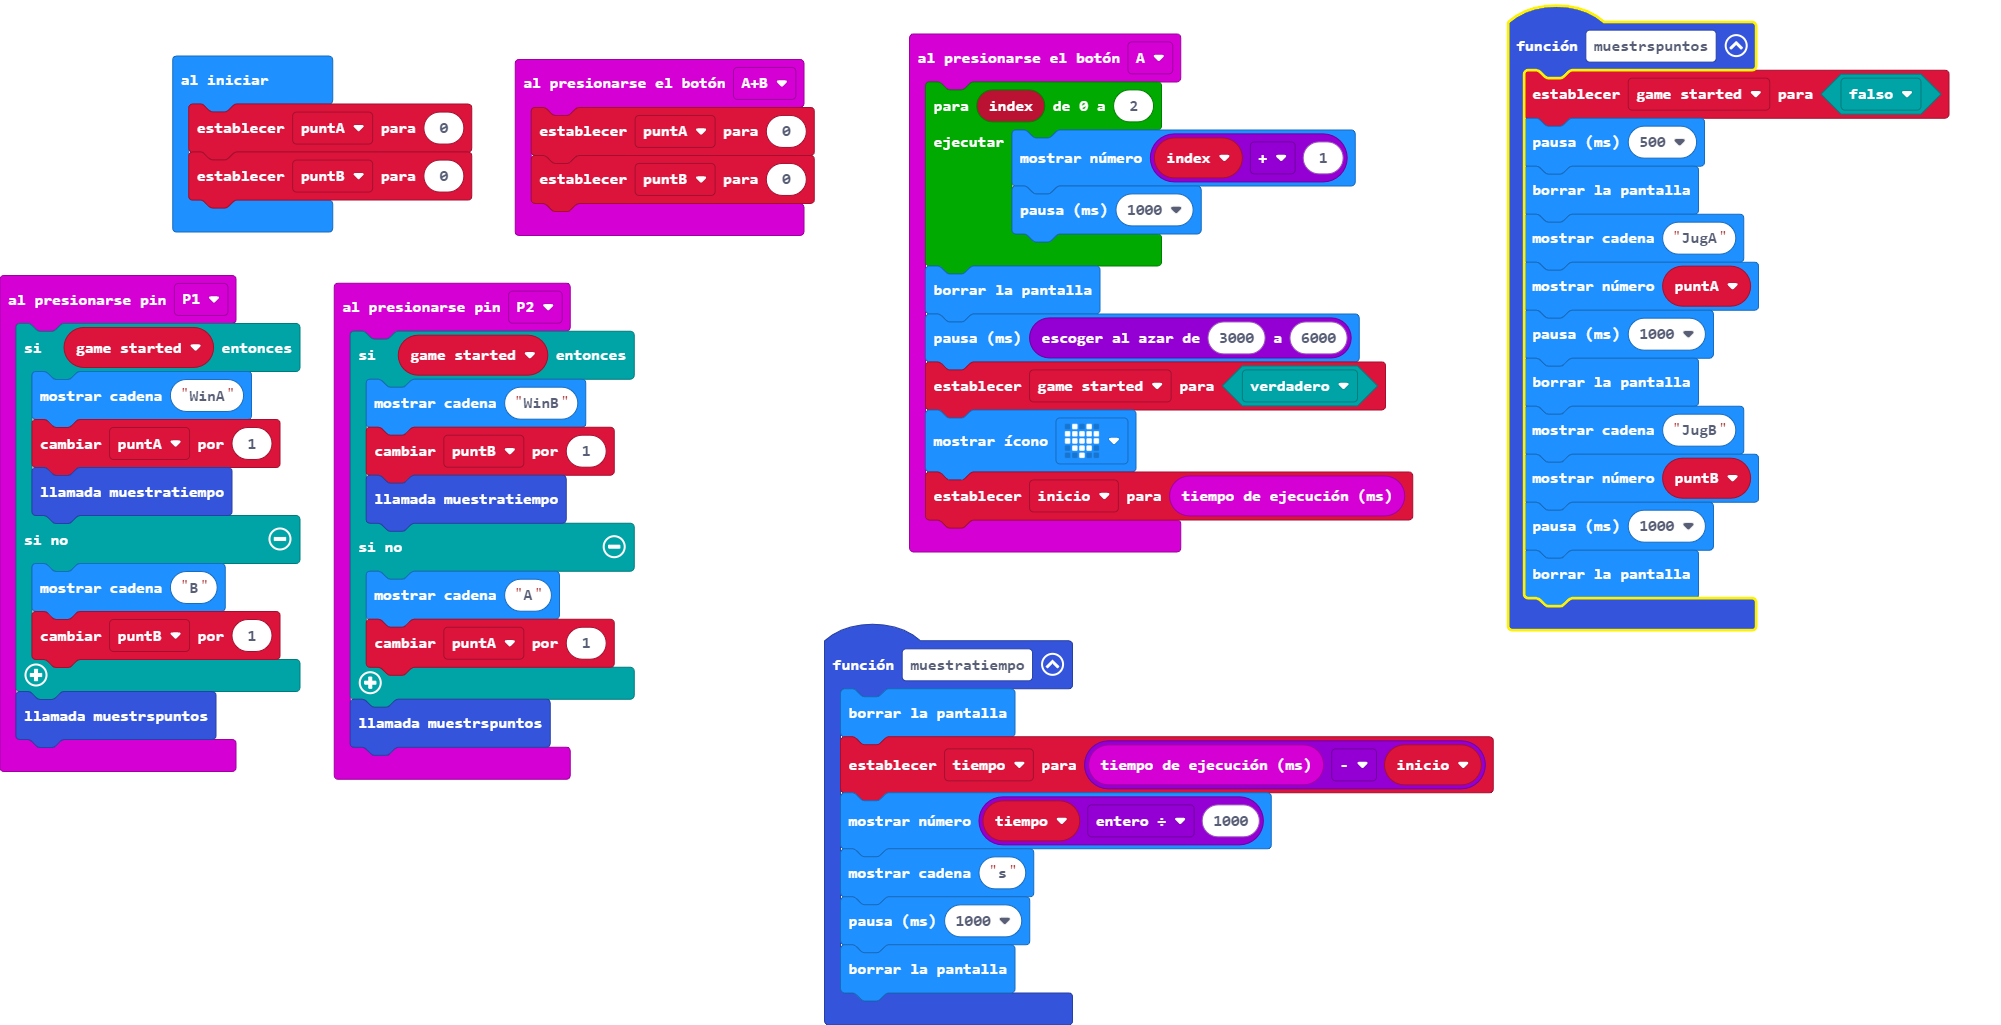 al iniciar
establecer puntA para 0
establecer puntB para 0
al presionarse el botón A+B
establecer puntA para 0
establecer puntB para 0
al presionarse el botón A
para index de 0 a 2
ejecutar
mostrar número index + 1
pausa (ms) 1000
borrar la pantalla
pausa (ms) escoger al azar de 3000 a 6000
establecer game started para verdadero
mostrar ícono
establecer inicio para tiempo de ejecución (ms)
función muestrspuntos
establecer game started para falso
pausa (ms) 500
borrar la pantalla
mostrar cadena "JugA"
mostrar número puntA
pausa (ms) 1000
borrar la pantalla
mostrar cadena "JugB"
mostrar número puntB
pausa (ms) 1000
borrar la pantalla
al presionarse pin P1
si game started entonces
mostrar cadena "WinA"
cambiar puntA por 1
llamada muestratiempo
si no
mostrar cadena "B"
cambiar puntB por 1
llamada muestrspuntos
al presionarse pin P2
si game started entonces
mostrar cadena "WinB"
cambiar puntB por 1
llamada muestratiempo
si no
mostrar cadena "A"
cambiar puntA por 1
llamada muestrspuntos
función muestratiempo
borrar la pantalla
establecer tiempo para tiempo de ejecución (ms) - inicio
mostrar número tiempo entero ÷ 1000
mostrar cadena "s"
pausa (ms) 1000
borrar la pantalla